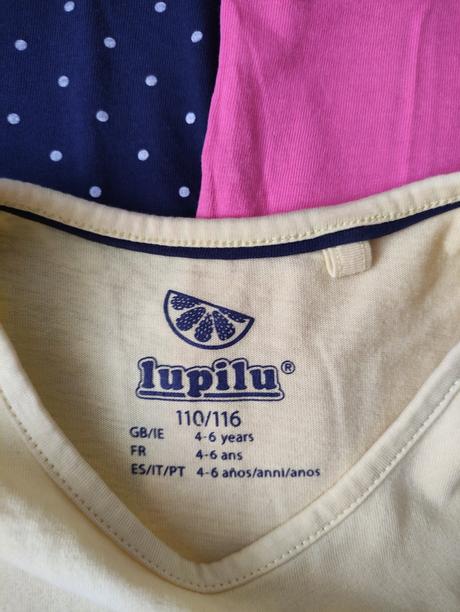 lupilu®
110/116
GB/IE 4-6 years
FR 4-6 ans
ES/IT/PT 4-6 años/anni/anos